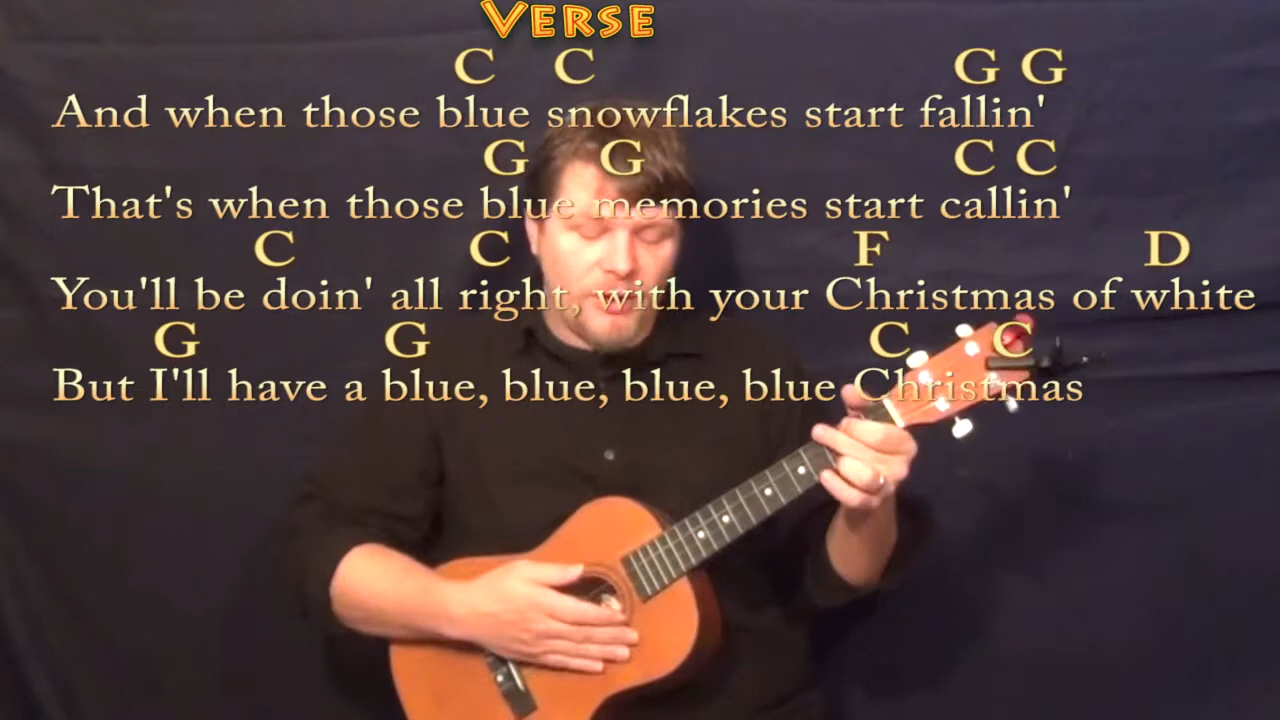 VERSE
C C G G
And when those blue snowflakes start fallin'
G G C C
That's when those blue memories start callin'
C C F D
You'll be doin' all right, with your Christmas of white
G G C C
But I'll have a blue, blue, blue, blue Christmas